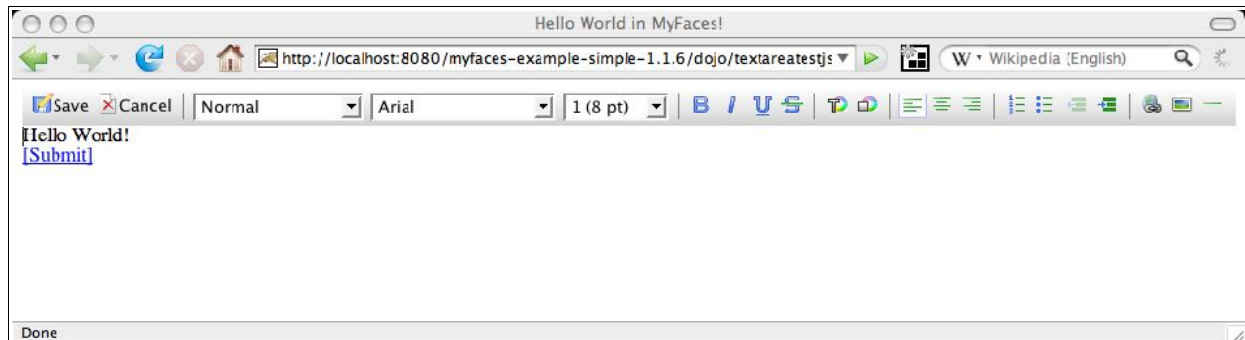 Hello World in MyFaces!
http://localhost:8080/myfaces-example-simple-1.1.6/dojo/textareatestjs W Wikipedia (English)
Save Cancel Normal Arial 1 (8 pt) B I U S T
Hello World!
[Submit]
Done